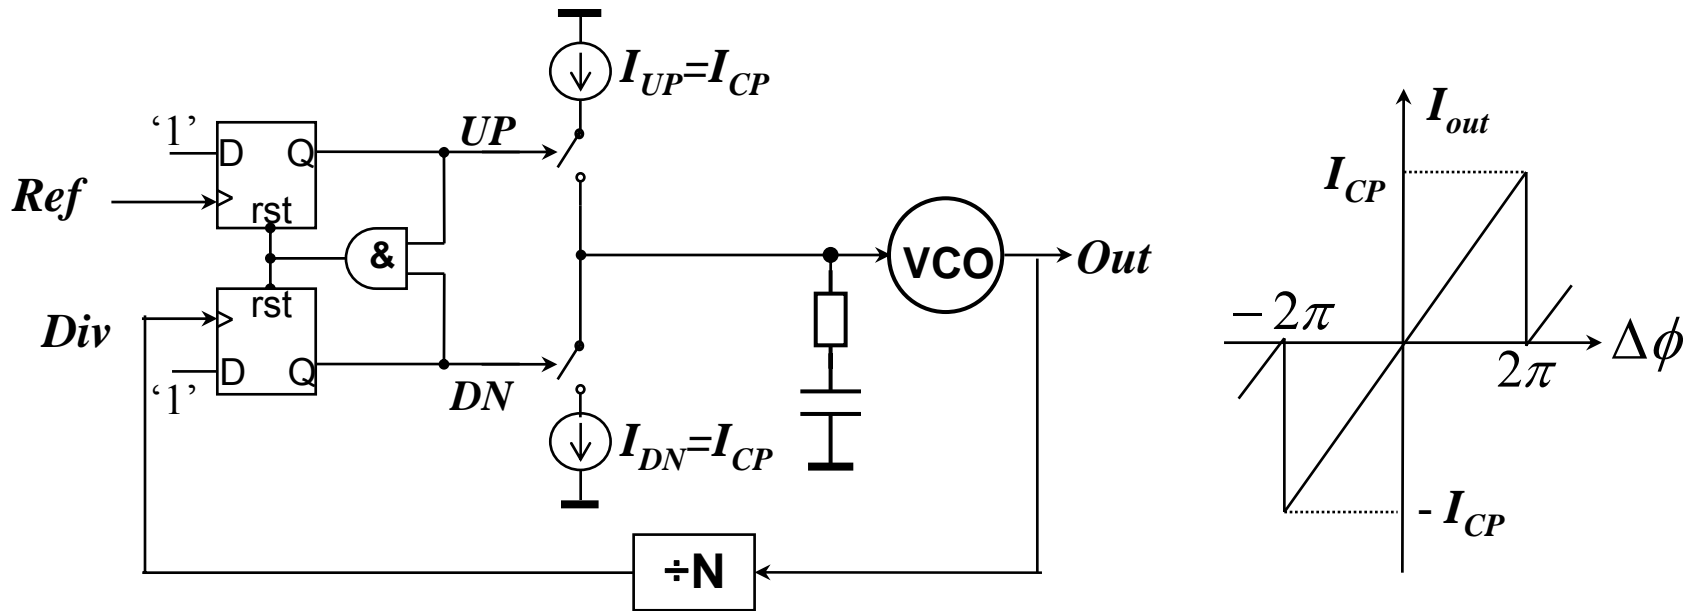 I_UP=I_CP
‘1’
D
Q
UP
Ref
rst
&
rst
Div
D
Q
‘1’
DN
I_DN=I_CP
VCO
Out
÷N
I_out
I_CP
−2π
2π
Δϕ
- I_CP